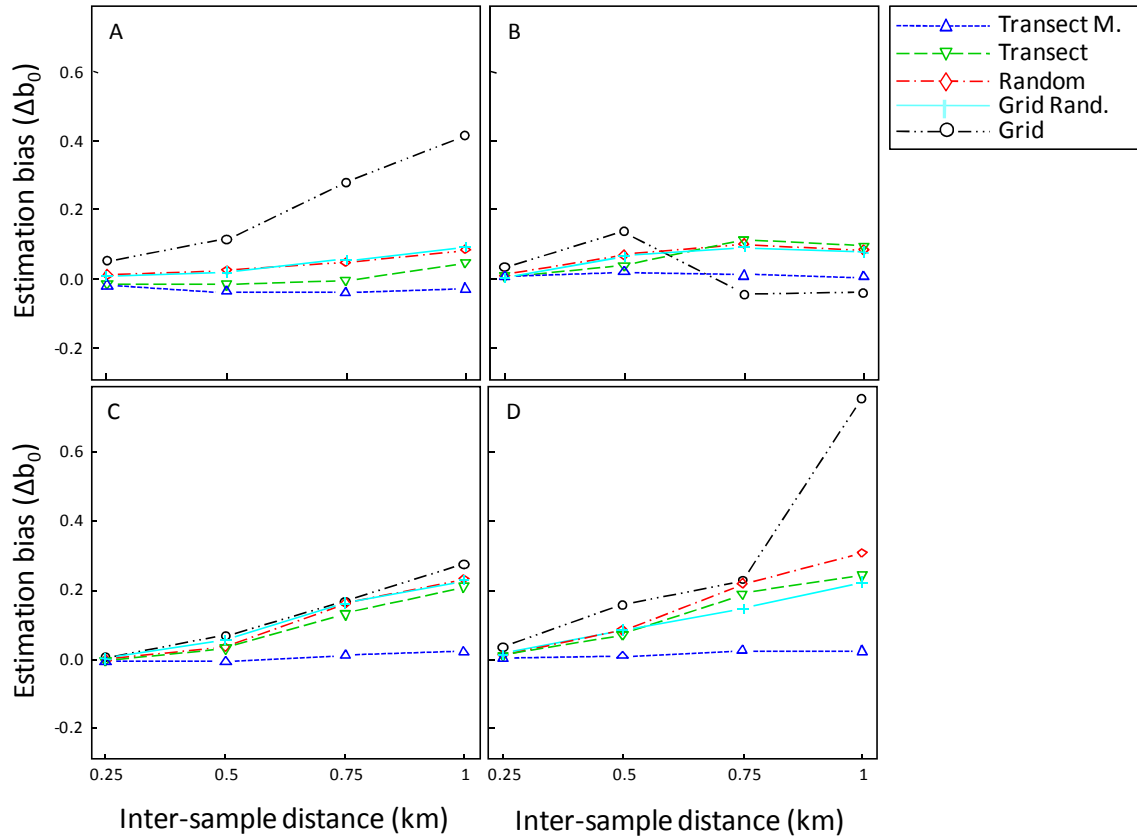 A
B
Transect M.
Transect
Random
Grid Rand.
Grid
0.6
0.4
0.2
0.0
-0.2
Estimation bias (Δb₀)
C
D
0.6
0.4
0.2
0.0
-0.2
Estimation bias (Δb₀)
0.25 0.5 0.75 1
0.25 0.5 0.75 1
Inter-sample distance (km)
Inter-sample distance (km)